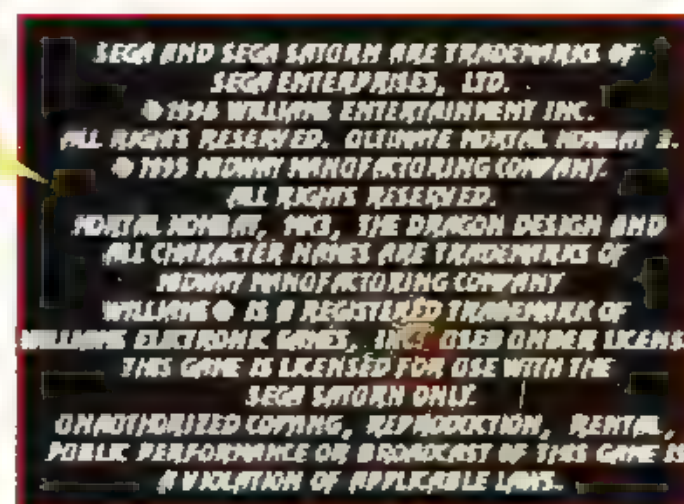 SEGA AND SEGA SATURN ARE TRADEMARKS OF
SEGA ENTERPRISES, LTD.
1996 WILLIAMS ENTERTAINMENT INC.
ALL RIGHTS RESERVED. ULTIMATE MORTAL KOMBAT 3.
1995 MIDWAY MANUFACTURING COMPANY.
ALL RIGHTS RESERVED.
MORTAL KOMBAT, MK3, THE DRAGON DESIGN AND
ALL CHARACTER NAMES ARE TRADEMARKS OF
MIDWAY MANUFACTURING COMPANY
WILLIAMS IS A REGISTERED TRADEMARK OF
WILLIAMS ELECTRONIC GAMES, INC. USED UNDER LICENS
THIS GAME IS LICENSED FOR USE WITH THE
SEGA SATURN ONLY.
UNAUTHORIZED COPYING, REPRODUCTION, RENTAL,
PUBLIC PERFORMANCE OR BROADCAST OF THIS GAME IS
A VIOLATION OF APPLICABLE LAWS.